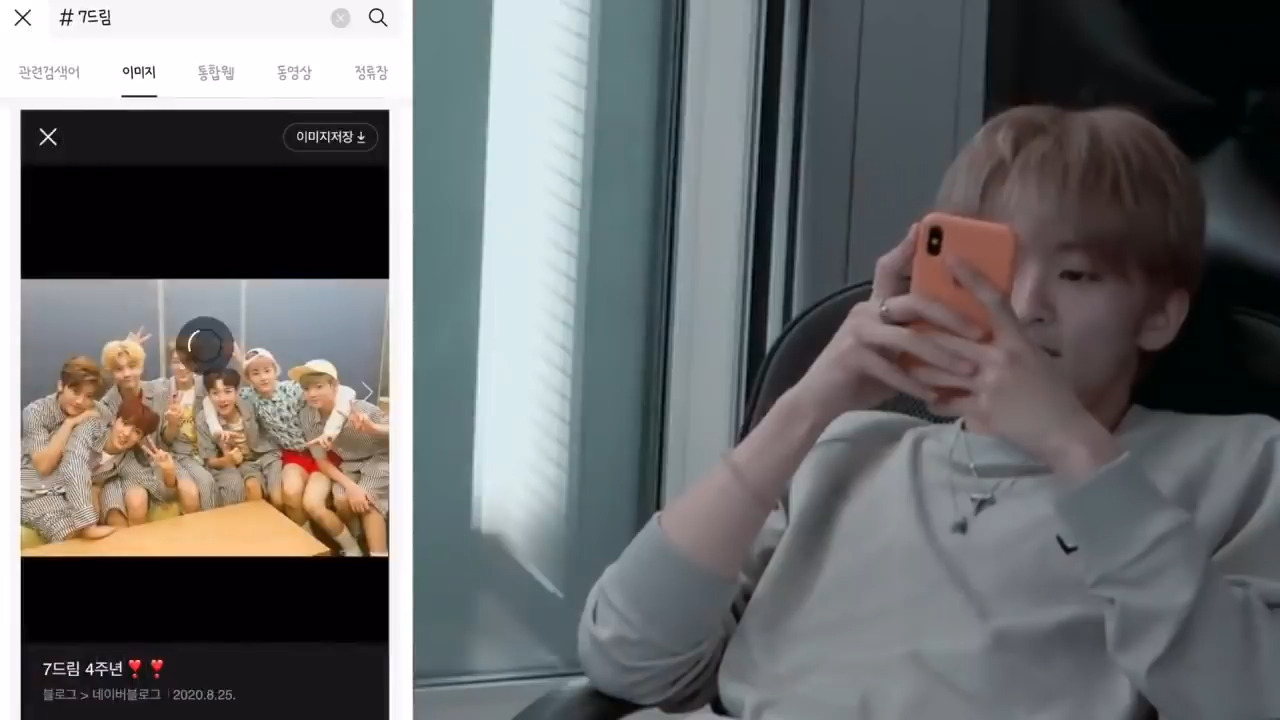 # 7드림
관련검색어 이미지 통합웹 동영상 정류장
이미지저장
7드림 4주년❣️❣️
블로그 > 네이버블로그 | 2020.8.25.